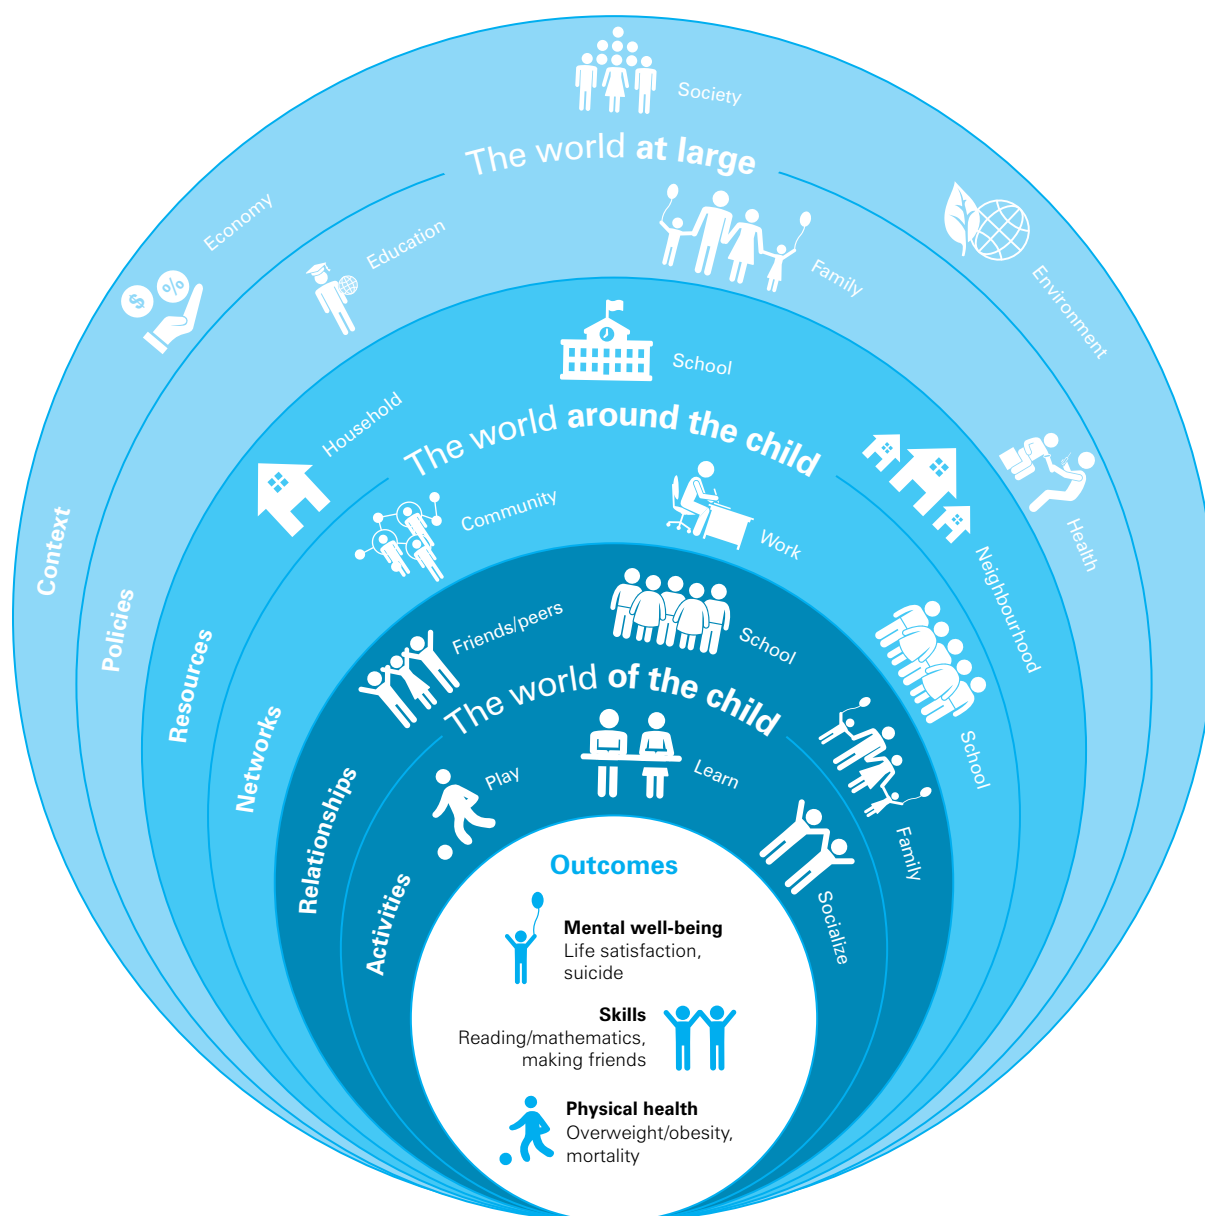 Society
The world at large
Economy
Education
Family
Environment
Context
Policies
Health
School
The world around the child
Household
Community
Work
Neighbourhood
Resources
Networks
School
Friends/peers
School
The world of the child
Family
Relationships
Activities
Play
Learn
Socialize
Outcomes
Mental well-being
Life satisfaction,
suicide
Skills
Reading/mathematics,
making friends
Physical health
Overweight/obesity,
mortality
$
%